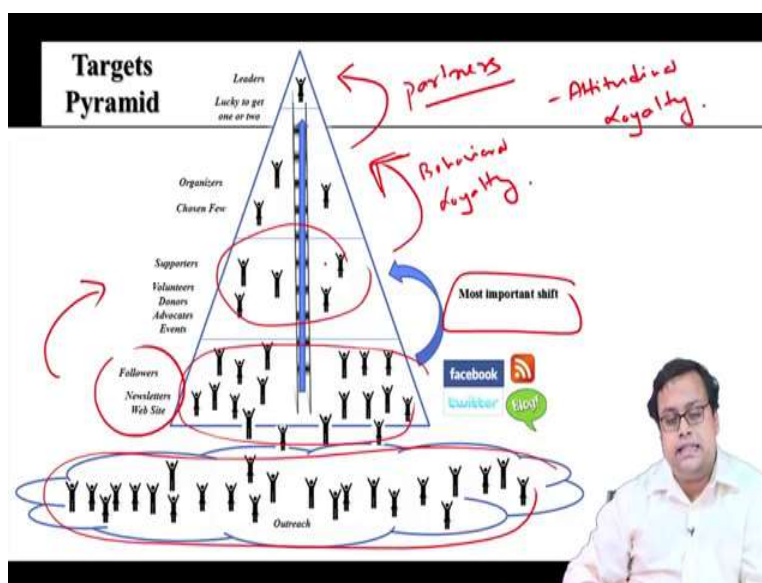 Targets
Pyramid
Leaders
Lucky to get
one or two
Organizers
Chosen Few
Supporters
Volunteers
Donors
Advocates
Events
Followers
Newsletters
Web Site
Outreach
Most important shift
facebook
twitter
Blog!
partners
- Attitudinal
Loyalty.
Behavioral
Loyalty.